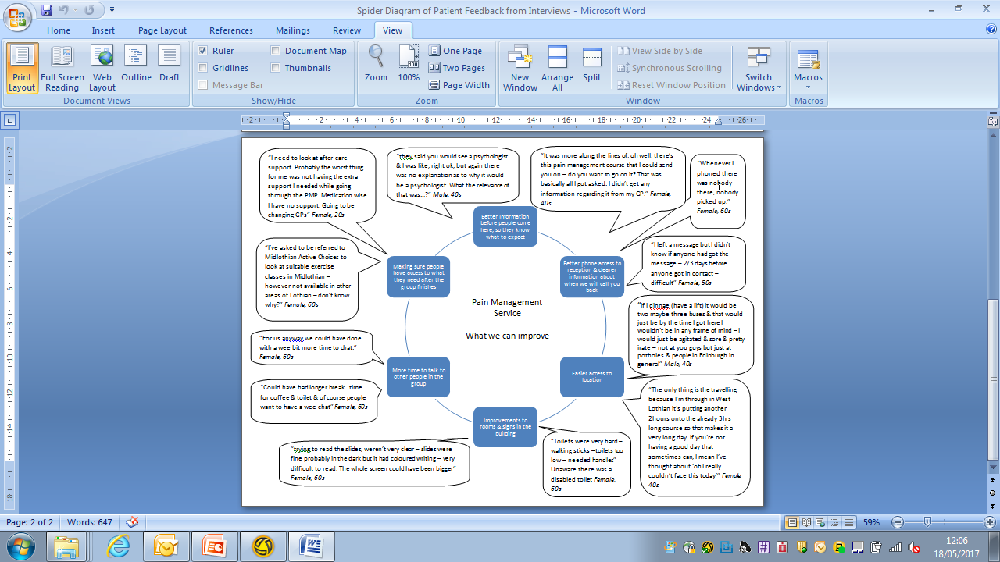 Spider Diagram of Patient Feedback from Interviews - Microsoft Word
Home Insert Page Layout References Mailings Review View
Print Layout
Full Screen Reading
Web Layout
Outline
Draft
Document Views
Ruler
Gridlines
Message Bar
Document Map
Thumbnails
Show/Hide
Zoom
100%
One Page
Two Pages
Page Width
Zoom
New Window
Arrange All
Split
View Side by Side
Synchronous Scrolling
Reset Window Position
Switch Windows
Window
Macros
Macros
2 2 4 6 8 10 12 14 16 18 20 22 24 26
"I need to look at after-care
support. Probably the worst thing
for me was not having the extra
support I needed while going
through the PMP. Medication wise
I have no support. Going to be
changing GPs" Female, 20s
"they said you would see a psychologist
& I was like, right ok, but again there
was no explanation as to why it would
be a psychologist. What the relevance of
that was…?" Male, 40s
"It was more along the lines of, oh well, there's
this pain management course that I could send
you on – do you want to go on it? That was
basically all I got asked. I didn't get any
information regarding it from my GP." Female,
40s
"Whenever I
phoned there
was nobody
there, nobody
picked up."
Female, 60s
Better Information
before people come
here, so they know
what to expect
"I've asked to be referred to
Midlothian Active Choices to
look at suitable exercise
classes in Midlothian –
however not available in other
areas of Lothian – don't know
why?" Female, 60s
Making sure people
have access to what
they need after the
group finishes
Better phone access to
reception & clearer
information about
when we will call you
back
"I left a message but I didn't
know if anyone had got the
message – 2/3 days before
anyone got in contact –
difficult" Female, 50s
Pain Management
Service
What we can improve
"If I dinnae (have a lift) it would be
two maybe three buses & that would
just be by the time I got here I
wouldn't be in any frame of mind – I
would just be agitated & sore & pretty
irate – not at you guys but just at
potholes & people in Edinburgh in
general" Male, 40s
"For us anyway we could have done
with a wee bit more time to chat."
Female, 60s
More time to talk to
other people in the
group
Easier access to
location
"Could have had longer break…time
for coffee & toilet & of course people
want to have a wee chat" Female, 60s
"The only thing is the travelling
because I'm through in West
Lothian it's putting another
2hours onto the already 3hrs
long course so that makes it a
very long day. If you're not
having a good day that
sometimes can, I mean I've
thought about 'oh I really
couldn't face this today'" Female,
40s
Improvements to
rooms & signs in the
building
"trying to read the slides, weren't very clear – slides were
fine probably in the dark but it had coloured writing – very
difficult to read. The whole screen could have been bigger"
Female, 60s
"Toilets were very hard –
walking sticks – toilets too
low – needed handles"
Unaware there was a
disabled toilet Female,
60s
Page: 2 of 2 Words: 647 59%
12:06
18/05/2017